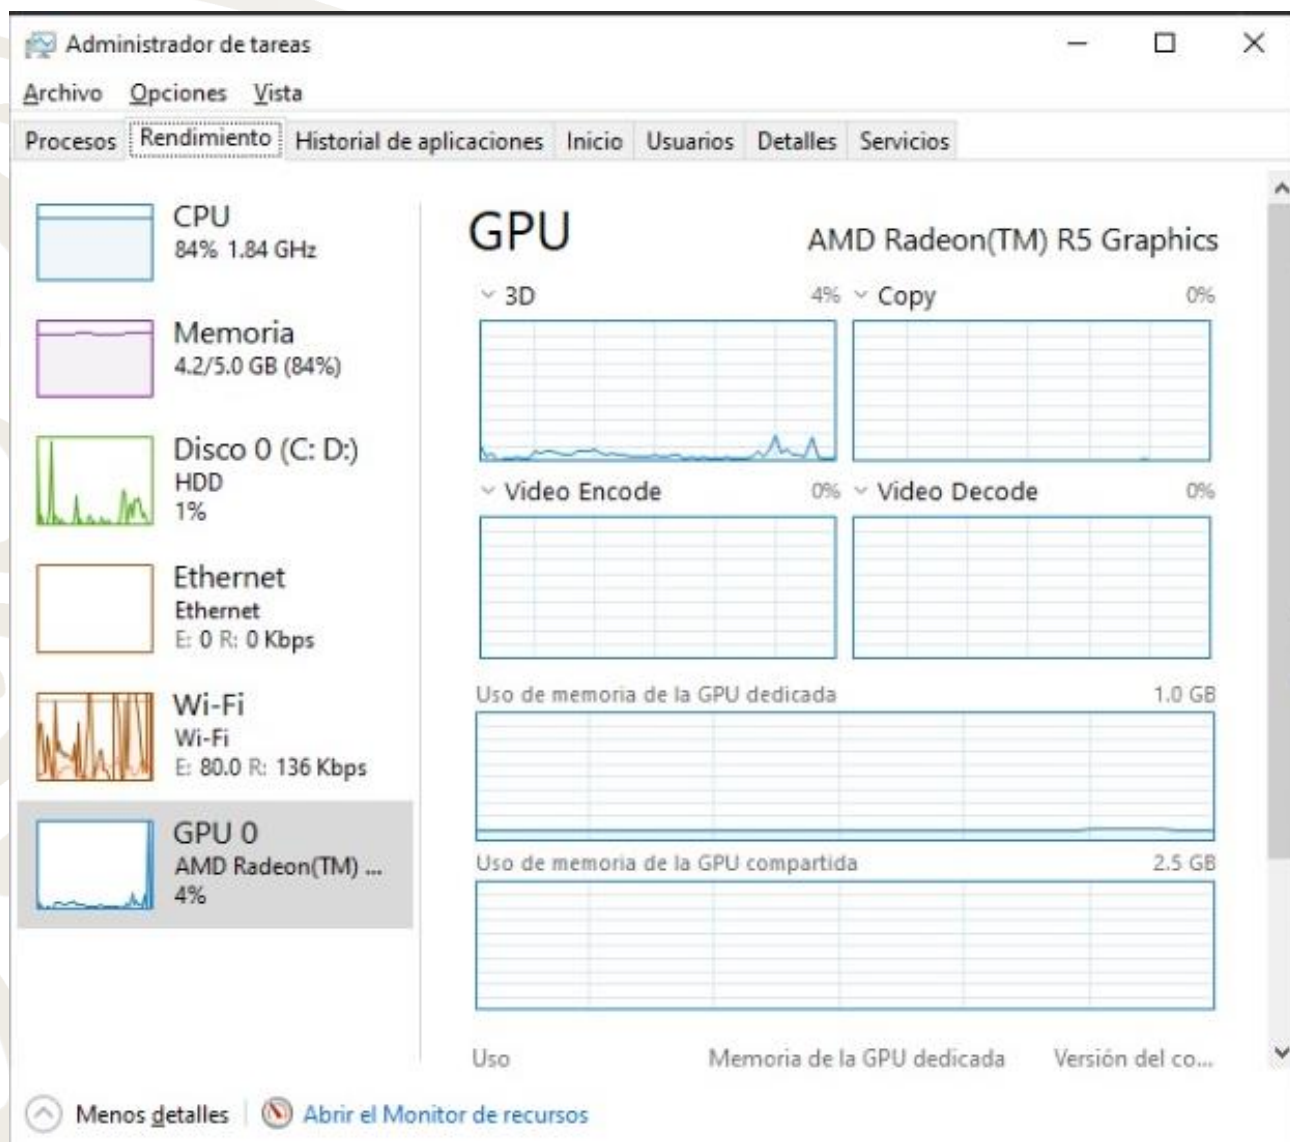 Administrador de tareas
Archivo Opciones Vista
Procesos Rendimiento Historial de aplicaciones Inicio Usuarios Detalles Servicios
CPU
84% 1.84 GHz
Memoria
4.2/5.0 GB (84%)
Disco 0 (C: D:)
HDD
1%
Ethernet
Ethernet
E: 0 R: 0 Kbps
Wi-Fi
Wi-Fi
E: 80.0 R: 136 Kbps
GPU 0
AMD Radeon(TM) ...
4%
GPU AMD Radeon(TM) R5 Graphics
3D 4% Copy 0%
Video Encode 0% Video Decode 0%
Uso de memoria de la GPU dedicada 1.0 GB
Uso de memoria de la GPU compartida 2.5 GB
Uso Memoria de la GPU dedicada Versión del co...
Menos detalles Abrir el Monitor de recursos